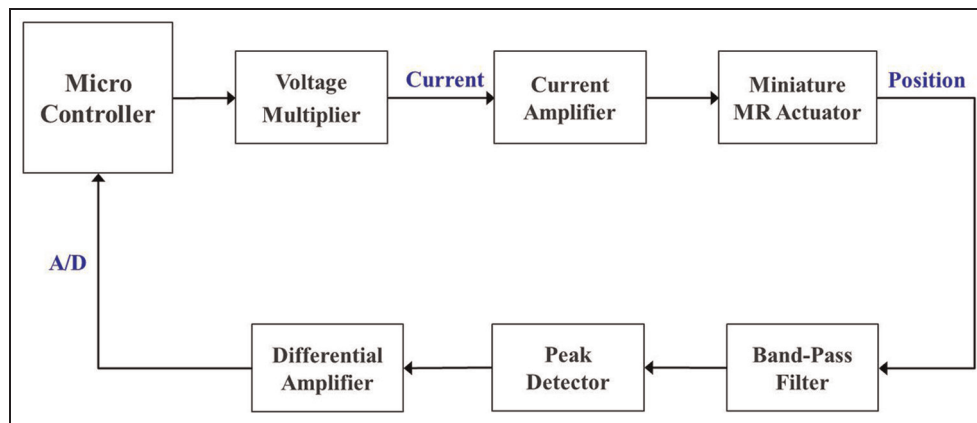 Micro
Controller
Voltage
Multiplier
Current
Current
Amplifier
Miniature
MR Actuator
Position
A/D
Differential
Amplifier
Peak
Detector
Band-Pass
Filter